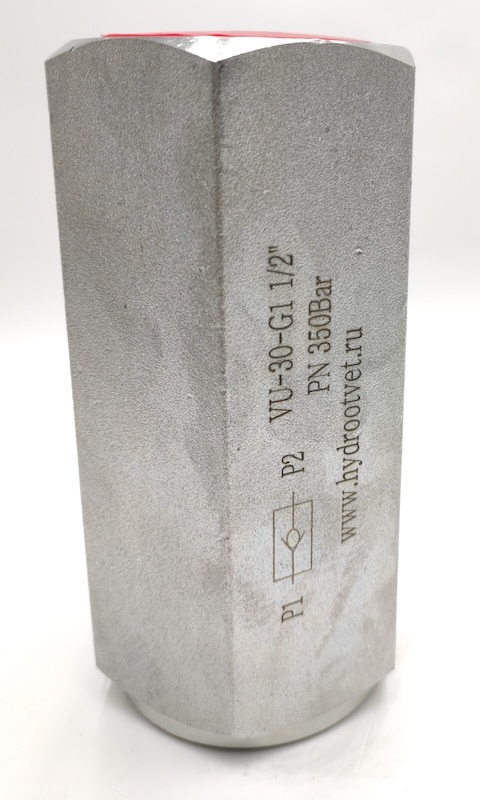 P1 P2 VU-30-G1 1/2"
PN 350Bar
www.hydrootvet.ru